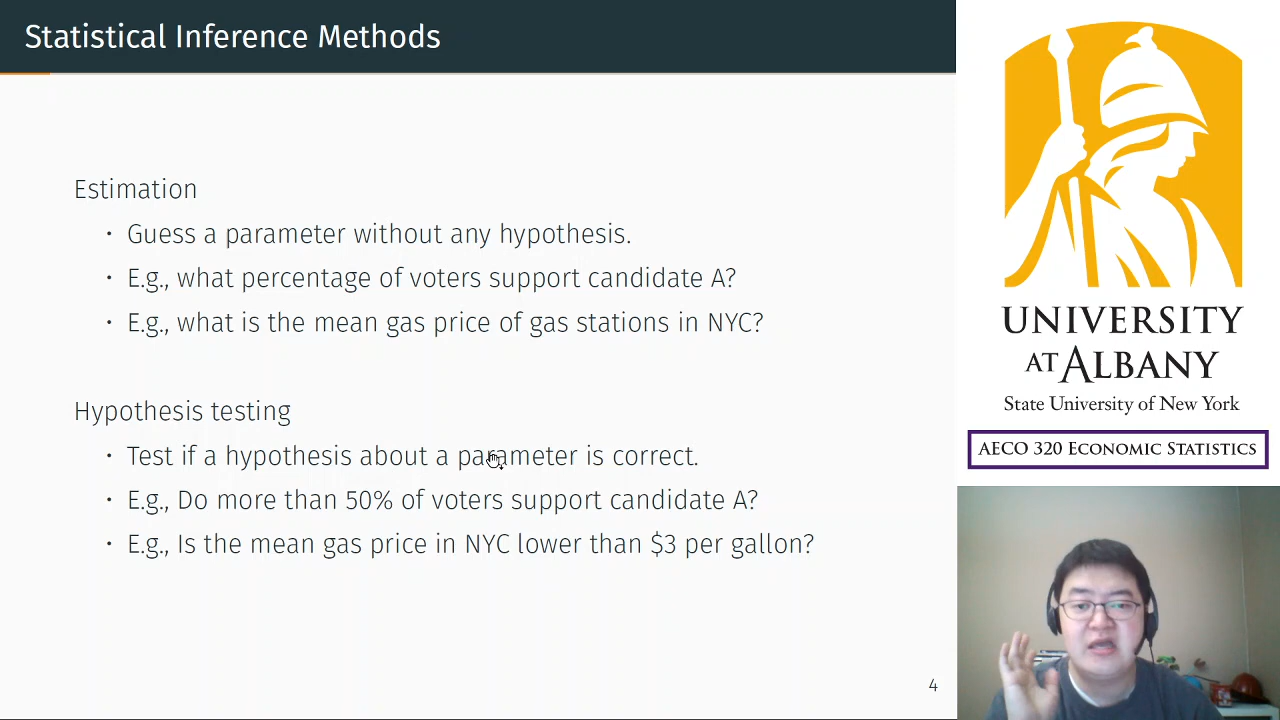 Statistical Inference Methods
Estimation
· Guess a parameter without any hypothesis.
· E.g., what percentage of voters support candidate A?
· E.g., what is the mean gas price of gas stations in NYC?
Hypothesis testing
· Test if a hypothesis about a parameter is correct.
· E.g., Do more than 50% of voters support candidate A?
· E.g., Is the mean gas price in NYC lower than $3 per gallon?
4
UNIVERSITY
AT ALBANY
State University of New York
AECO 320 ECONOMIC STATISTICS